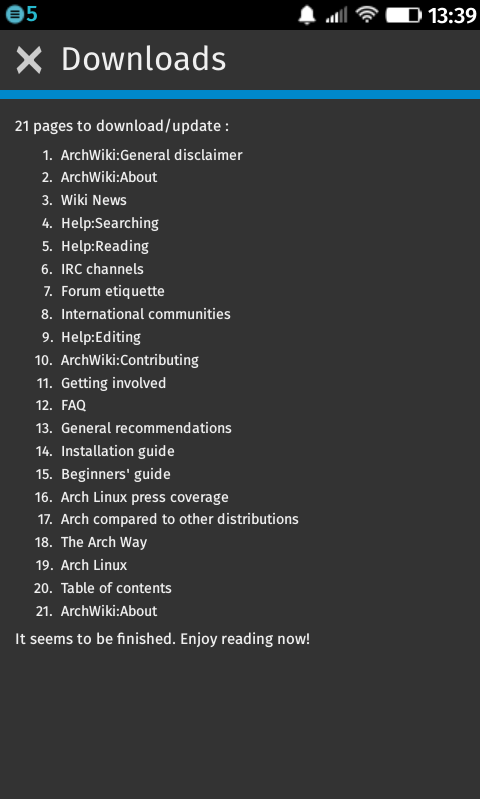 5 13:39
Downloads
21 pages to download/update :
1. ArchWiki:General disclaimer
2. ArchWiki:About
3. Wiki News
4. Help:Searching
5. Help:Reading
6. IRC channels
7. Forum etiquette
8. International communities
9. Help:Editing
10. ArchWiki:Contributing
11. Getting involved
12. FAQ
13. General recommendations
14. Installation guide
15. Beginners' guide
16. Arch Linux press coverage
17. Arch compared to other distributions
18. The Arch Way
19. Arch Linux
20. Table of contents
21. ArchWiki:About
It seems to be finished. Enjoy reading now!